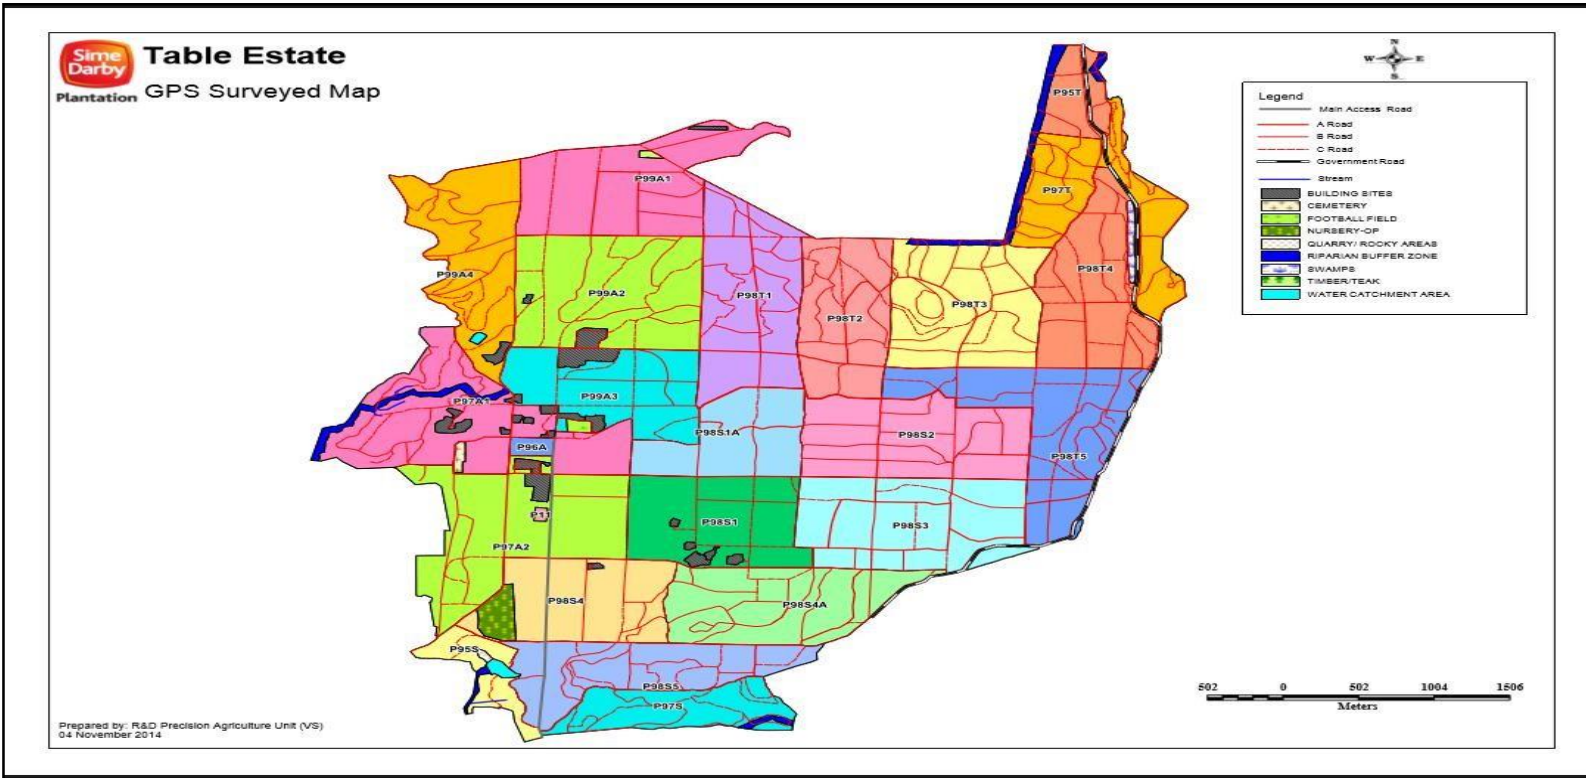 Sime
Darby
Plantation
Table Estate
GPS Surveyed Map
N
W E
S
Legend
Main Access Road
A Road
B Road
C Road
Government Road
Stream
BUILDING SITES
CEMETERY
FOOTBALL FIELD
NURSERY-OP
QUARRY/ ROCKY AREAS
RIPARIAN BUFFER ZONE
SWAMPS
TIMBER/TEAK
WATER CATCHMENT AREA
P95T
P99A1
P97T
P99A4
P98T4
P99A2
P98T1
P98T3
P98T2
P99A3
P97A1
P98S1A
P98S2
P96A
P98T5
P11
P98S1
P98S3
P97A2
P98S4
P98S4A
P95S
P98S5
P97S
502 0 502 1004 1506
Meters
Prepared by: R&D Precision Agriculture Unit (VS)
04 November 2014